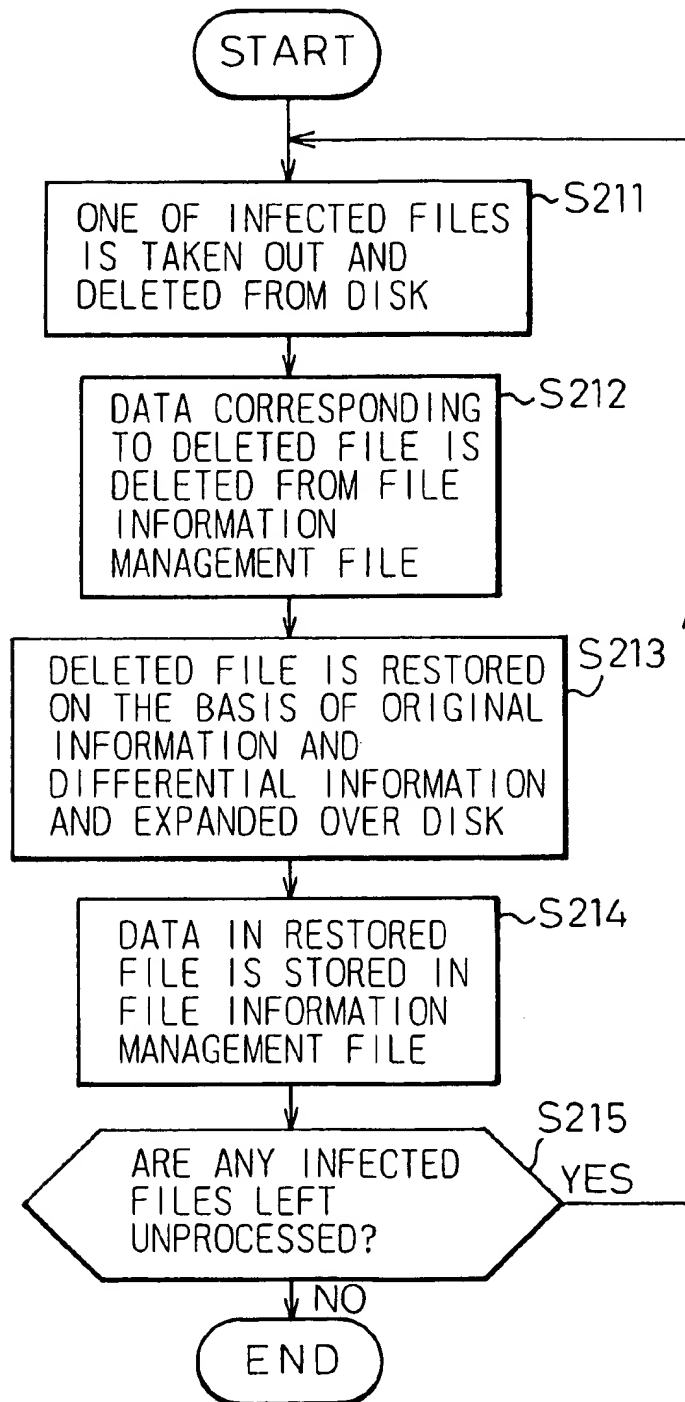 START
S211
ONE OF INFECTED FILES
IS TAKEN OUT AND
DELETED FROM DISK
S212
DATA CORRESPONDING
TO DELETED FILE IS
DELETED FROM FILE
INFORMATION
MANAGEMENT FILE
S213
DELETED FILE IS RESTORED
ON THE BASIS OF ORIGINAL
INFORMATION AND
DIFFERENTIAL INFORMATION
AND EXPANDED OVER DISK
S214
DATA IN RESTORED
FILE IS STORED IN
FILE INFORMATION
MANAGEMENT FILE
S215
ARE ANY INFECTED
FILES LEFT
UNPROCESSED?
YES
NO
END